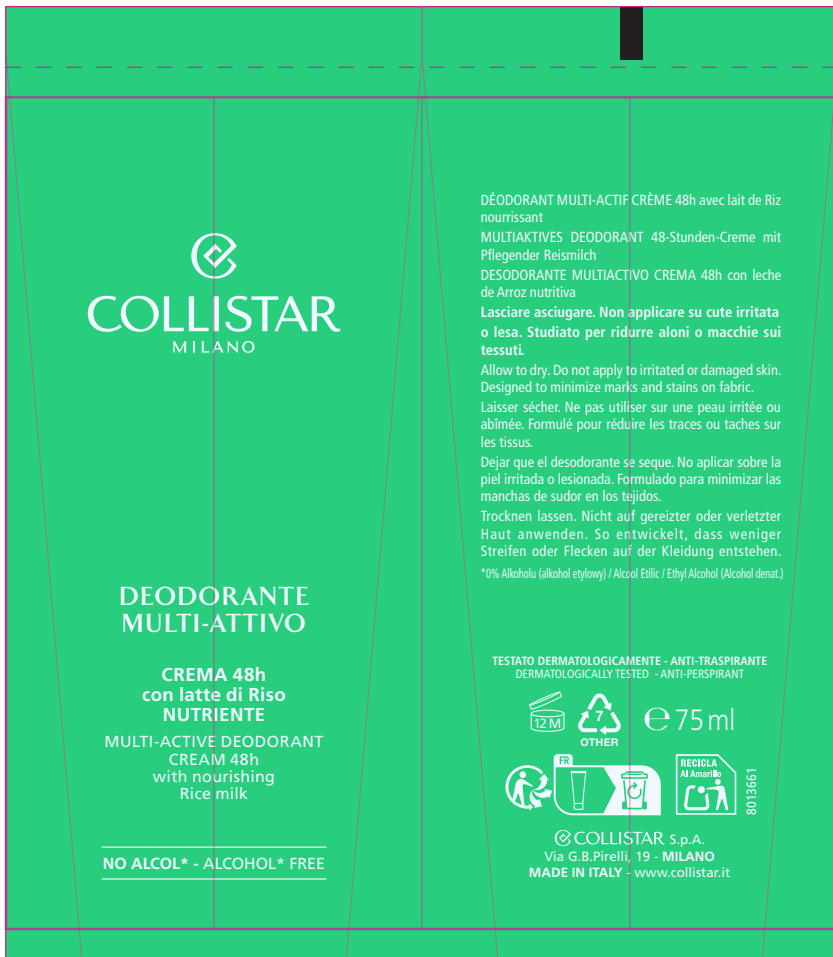 COLLISTAR
MILANO
DEODORANTE
MULTI-ATTIVO
CREMA 48h
con latte di Riso
NUTRIENTE
MULTI-ACTIVE DEODORANT
CREAM 48h
with nourishing
Rice milk
NO ALCOL* - ALCOHOL* FREE
DÉODORANT MULTI-ACTIF CRÈME 48h avec lait de Riz
nourrissant
MULTIAKTIVES DEODORANT 48-Stunden-Creme mit
Pflegender Reismilch
DESODORANTE MULTIACTIVO CREMA 48h con leche
de Arroz nutritiva
Lasciare asciugare. Non applicare su cute irritata
o lesa. Studiato per ridurre aloni o macchie sui
tessuti.
Allow to dry. Do not apply to irritated or damaged skin.
Designed to minimize marks and stains on fabric.
Laisser sécher. Ne pas utiliser sur une peau irritée ou
abîmée. Formulé pour réduire les traces ou taches sur
les tissus.
Dejar que el desodorante se seque. No aplicar sobre la
piel irritada o lesionada. Formulado para minimizar las
manchas de sudor en los tejidos.
Trocknen lassen. Nicht auf gereizter oder verletzter
Haut anwenden. So entwickelt, dass weniger
Streifen oder Flecken auf der Kleidung entstehen.
*0% Alkoholu (alkohol etylowy) / Alcool Etilic / Ethyl Alcohol (Alcohol denat.)
TESTATO DERMATOLOGICAMENTE - ANTI-TRASPIRANTE
DERMATOLOGICALLY TESTED - ANTI-PERSPIRANT
12 M
7
OTHER
℮ 75 ml
FR
RECICLA
Al Amarillo
8013661
COLLISTAR S.p.A.
Via G.B.Pirelli, 19 - MILANO
MADE IN ITALY - www.collistar.it